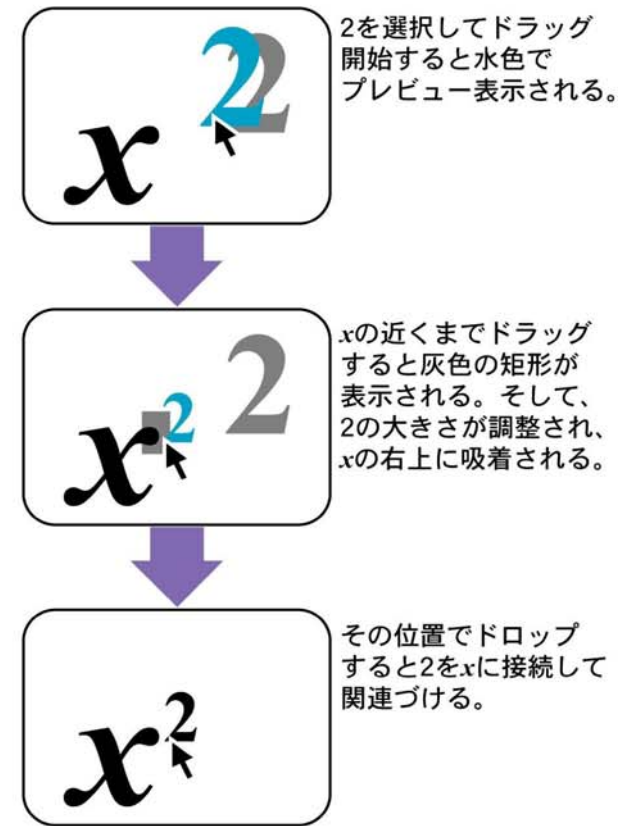 2を選択してドラッグ
開始すると水色で
プレビュー表示される。
x
2
2
xの近くまでドラッグ
すると灰色の矩形が
表示される。そして、
2の大きさが調整され、
xの右上に吸着される。
x
2
2
その位置でドロップ
すると2をxに接続して
関連づける。
x2